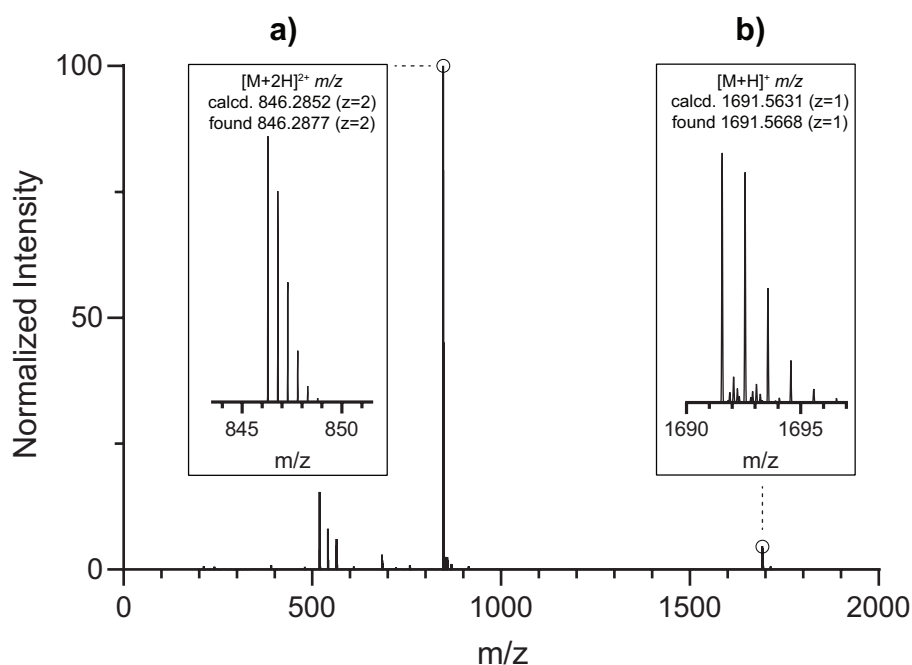 a)
b)
100
50
0
Normalized Intensity
[M+2H]²⁺ m/z
calcd. 846.2852 (z=2)
found 846.2877 (z=2)
845 850
m/z
[M+H]⁺ m/z
calcd. 1691.5631 (z=1)
found 1691.5668 (z=1)
1690 1695
m/z
0 500 1000 1500 2000
m/z